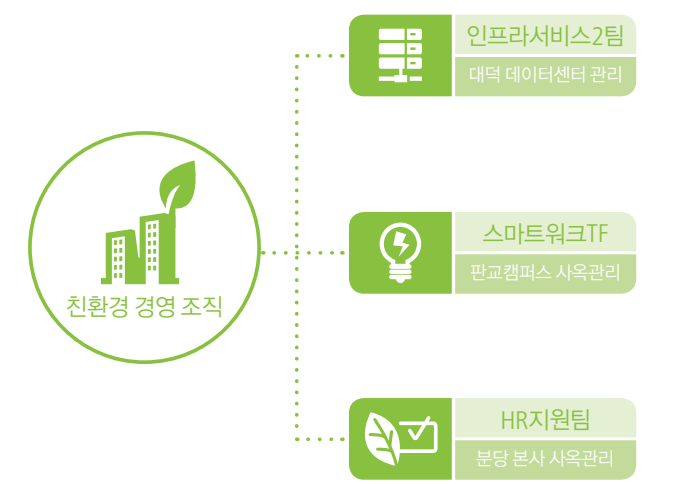 인프라서비스2팀
대덕 데이터센터 관리
친환경 경영 조직
스마트워크TF
판교캠퍼스 사옥관리
HR지원팀
분당 본사 사옥관리